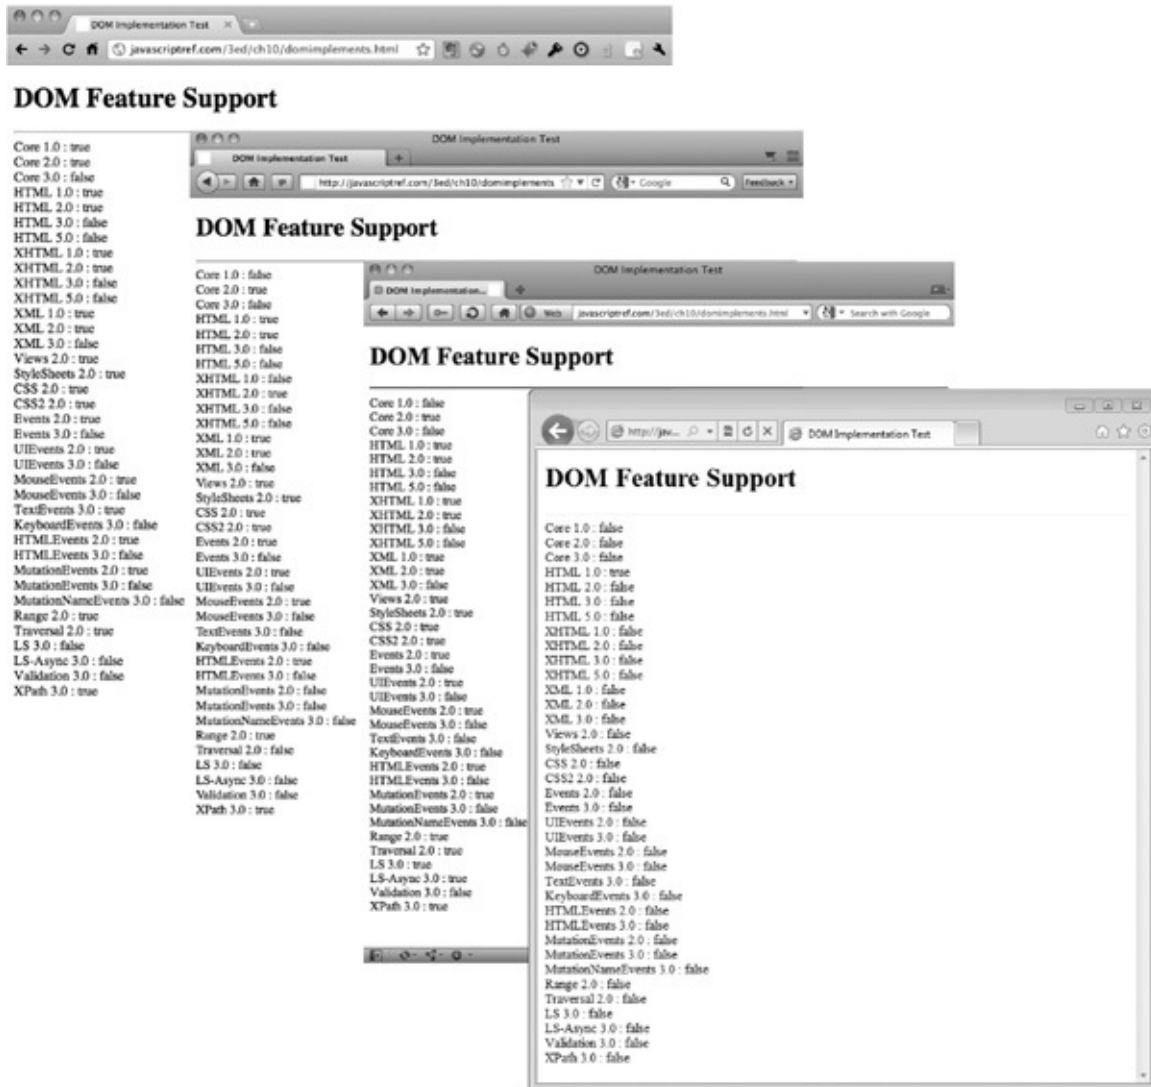 DOM Implementation Test
javascriptref.com/3ed/ch10/domimplements.html
DOM Feature Support
Core 1.0 : true
Core 2.0 : true
Core 3.0 : false
HTML 1.0 : true
HTML 2.0 : true
HTML 3.0 : false
HTML 5.0 : false
XHTML 1.0 : true
XHTML 2.0 : true
XHTML 3.0 : false
XHTML 5.0 : false
XML 1.0 : true
XML 2.0 : true
XML 3.0 : false
Views 2.0 : true
StyleSheets 2.0 : true
CSS 2.0 : true
CSS2 2.0 : true
Events 2.0 : true
Events 3.0 : false
UIEvents 2.0 : true
UIEvents 3.0 : false
MouseEvents 2.0 : true
MouseEvents 3.0 : false
TextEvents 3.0 : true
KeyboardEvents 3.0 : false
HTMLEvents 2.0 : true
HTMLEvents 3.0 : false
MutationEvents 2.0 : true
MutationEvents 3.0 : false
MutationNameEvents 3.0 : false
Range 2.0 : true
Traversal 2.0 : true
LS 3.0 : false
LS-Async 3.0 : false
Validation 3.0 : false
XPath 3.0 : true
DOM Implementation Test
DOM Implementation Test
http://javascriptref.com/3ed/ch10/domimplements
Google
Feedback
DOM Feature Support
Core 1.0 : false
Core 2.0 : true
Core 3.0 : false
HTML 1.0 : true
HTML 2.0 : true
HTML 3.0 : false
HTML 5.0 : false
XHTML 1.0 : false
XHTML 2.0 : true
XHTML 3.0 : false
XHTML 5.0 : false
XML 1.0 : true
XML 2.0 : true
XML 3.0 : false
Views 2.0 : true
StyleSheets 2.0 : true
CSS 2.0 : true
CSS2 2.0 : true
Events 2.0 : true
Events 3.0 : false
UIEvents 2.0 : true
UIEvents 3.0 : false
MouseEvents 2.0 : true
MouseEvents 3.0 : false
TextEvents 3.0 : false
KeyboardEvents 3.0 : false
HTMLEvents 2.0 : true
HTMLEvents 3.0 : false
MutationEvents 2.0 : false
MutationEvents 3.0 : false
MutationNameEvents 3.0 : false
Range 2.0 : true
Traversal 2.0 : false
LS 3.0 : false
LS-Async 3.0 : false
Validation 3.0 : false
XPath 3.0 : true
DOM Implementation Test
DOM Implementation...
Web javascriptref.com/3ed/ch10/domimplements.html
Search with Google
DOM Feature Support
Core 1.0 : false
Core 2.0 : true
Core 3.0 : false
HTML 1.0 : true
HTML 2.0 : true
HTML 3.0 : false
HTML 5.0 : false
XHTML 1.0 : true
XHTML 2.0 : true
XHTML 3.0 : false
XHTML 5.0 : false
XML 1.0 : true
XML 2.0 : true
XML 3.0 : false
Views 2.0 : true
StyleSheets 2.0 : true
CSS 2.0 : true
CSS2 2.0 : true
Events 2.0 : true
Events 3.0 : false
UIEvents 2.0 : true
UIEvents 3.0 : false
MouseEvents 2.0 : true
MouseEvents 3.0 : false
TextEvents 3.0 : false
KeyboardEvents 3.0 : false
HTMLEvents 2.0 : true
HTMLEvents 3.0 : false
MutationEvents 2.0 : true
MutationEvents 3.0 : false
MutationNameEvents 3.0 : false
Range 2.0 : true
Traversal 2.0 : true
LS 3.0 : true
LS-Async 3.0 : true
Validation 3.0 : false
XPath 3.0 : true
http://jav...
DOM Implementation Test
DOM Feature Support
Core 1.0 : false
Core 2.0 : false
Core 3.0 : false
HTML 1.0 : true
HTML 2.0 : false
HTML 3.0 : false
HTML 5.0 : false
XHTML 1.0 : false
XHTML 2.0 : false
XHTML 3.0 : false
XHTML 5.0 : false
XML 1.0 : false
XML 2.0 : false
XML 3.0 : false
Views 2.0 : false
StyleSheets 2.0 : false
CSS 2.0 : false
CSS2 2.0 : false
Events 2.0 : false
Events 3.0 : false
UIEvents 2.0 : false
UIEvents 3.0 : false
MouseEvents 2.0 : false
MouseEvents 3.0 : false
TextEvents 3.0 : false
KeyboardEvents 3.0 : false
HTMLEvents 2.0 : false
HTMLEvents 3.0 : false
MutationEvents 2.0 : false
MutationEvents 3.0 : false
MutationNameEvents 3.0 : false
Range 2.0 : false
Traversal 2.0 : false
LS 3.0 : false
LS-Async 3.0 : false
Validation 3.0 : false
XPath 3.0 : false